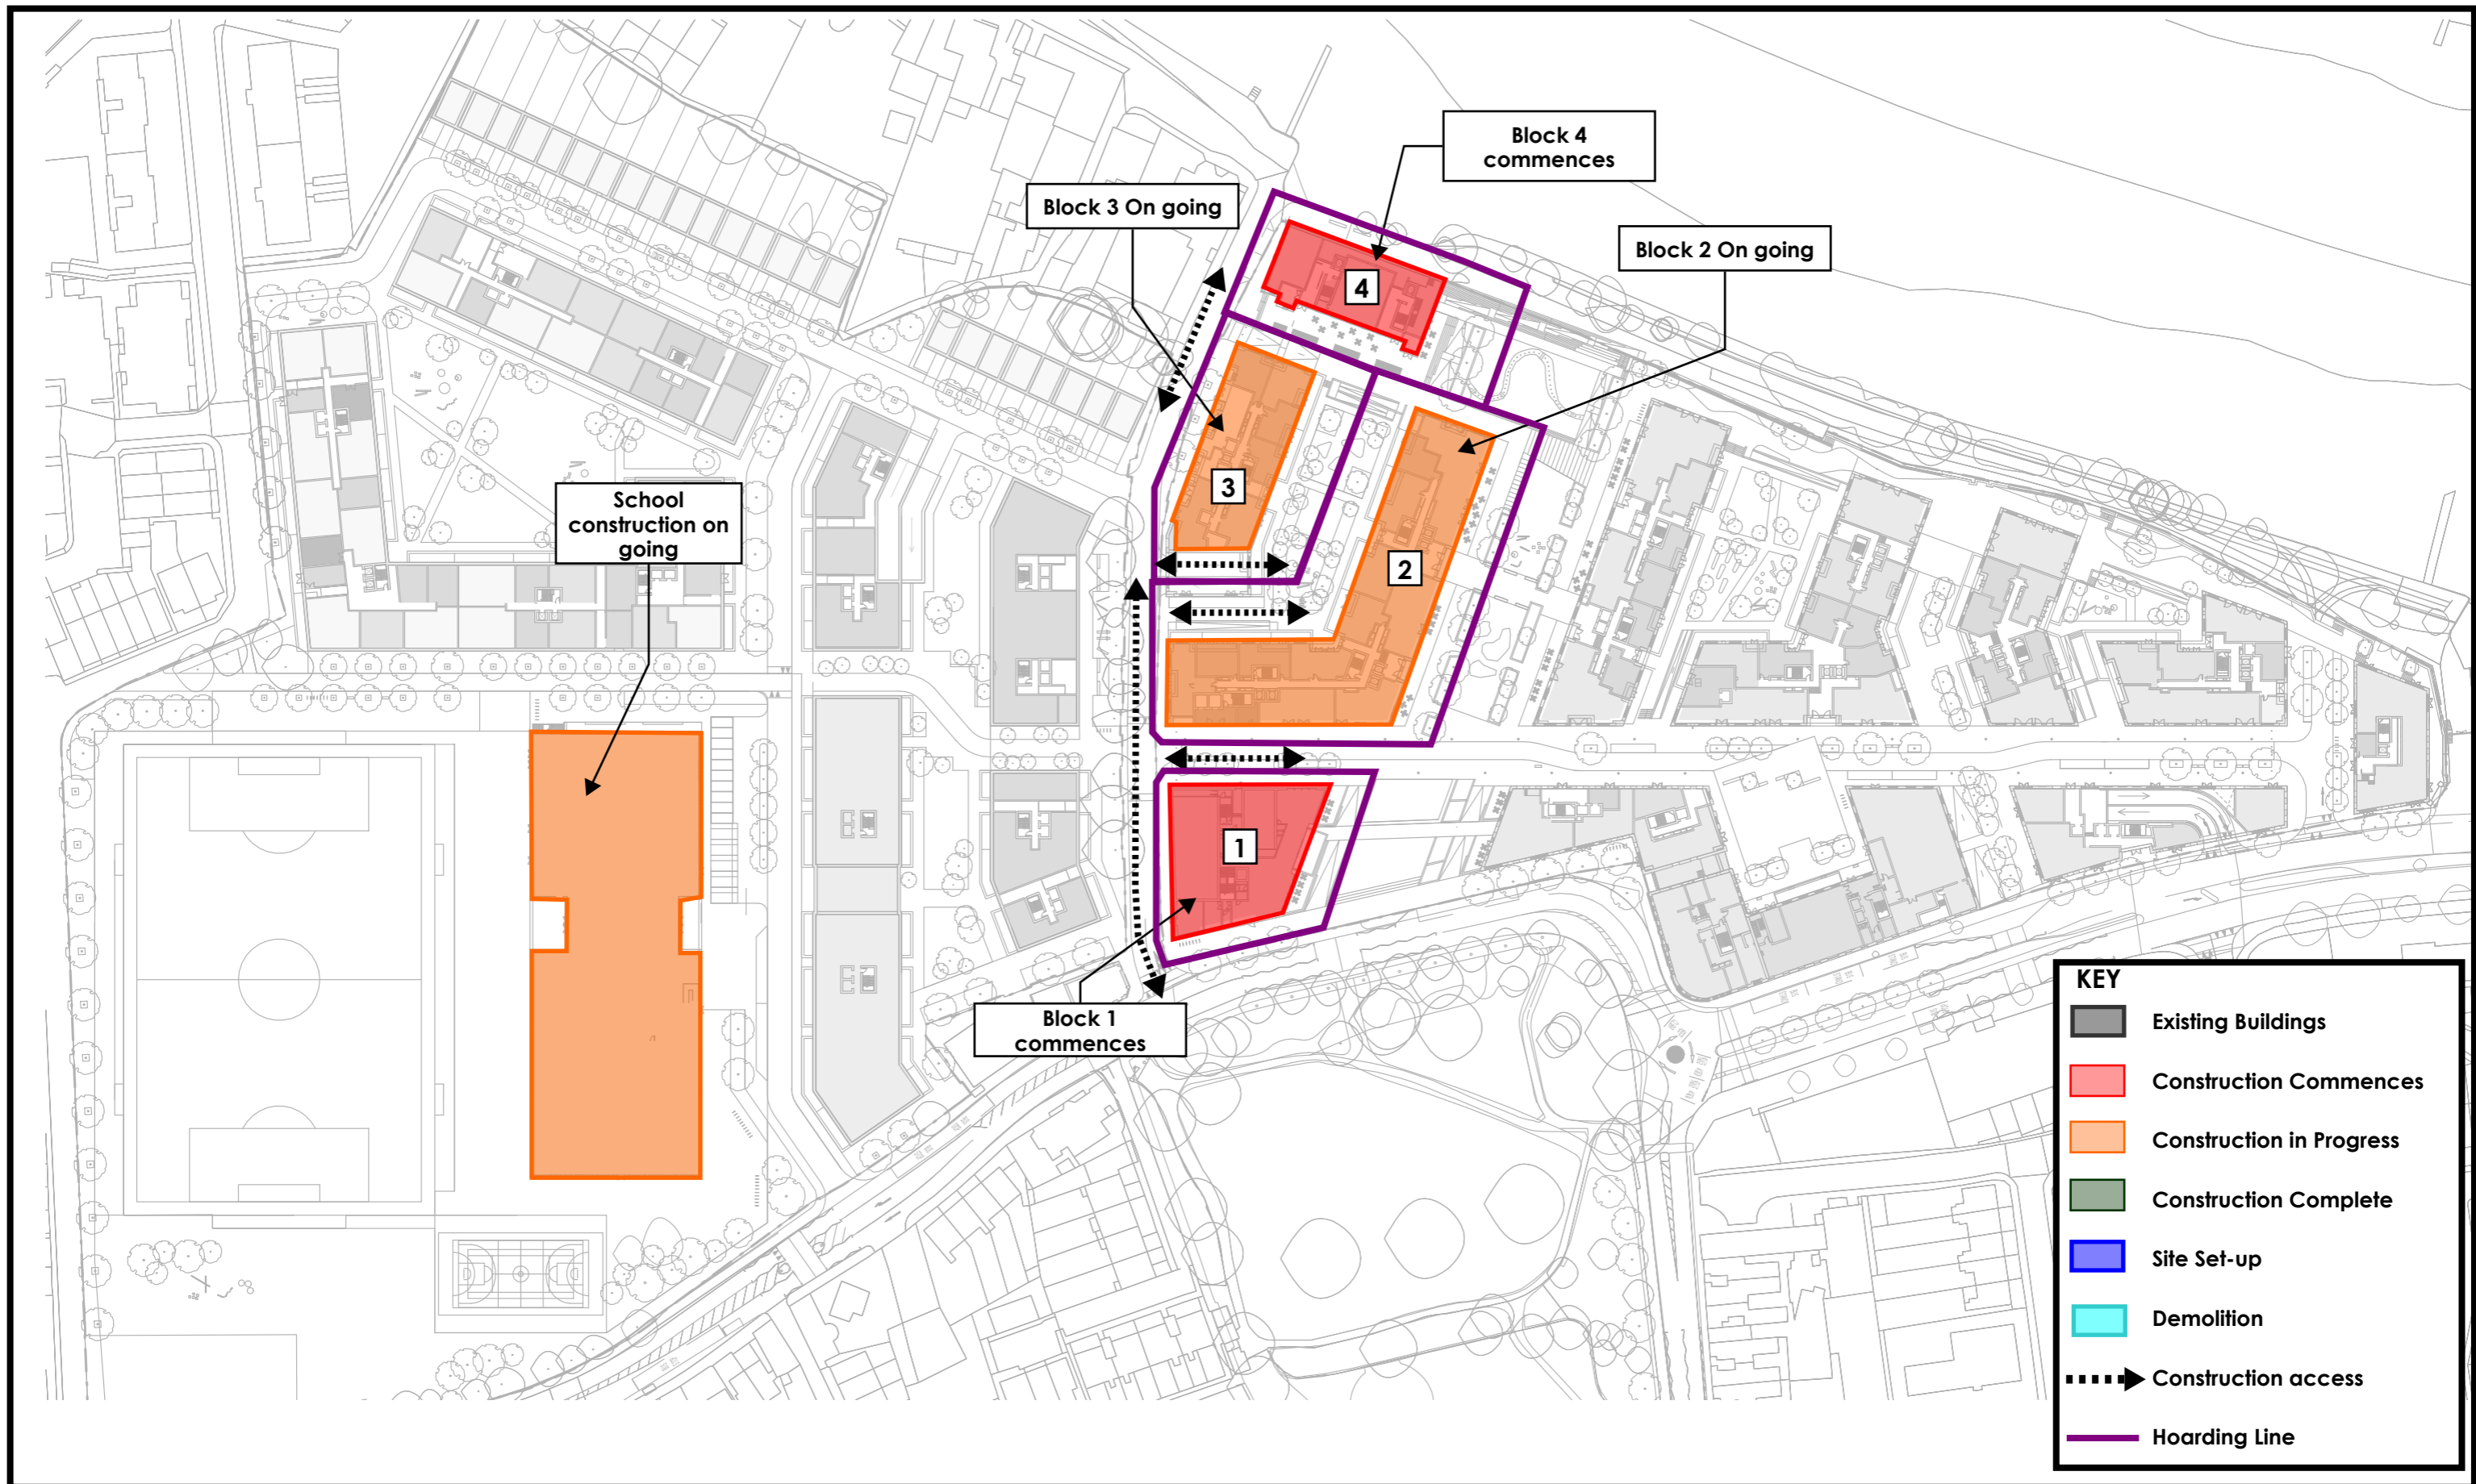 Block 4
commences
Block 3 On going
Block 2 On going
4
School
construction on
going
3
2
1
Block 1
commences
KEY
Existing Buildings
Construction Commences
Construction in Progress
Construction Complete
Site Set-up
Demolition
Construction access
Hoarding Line